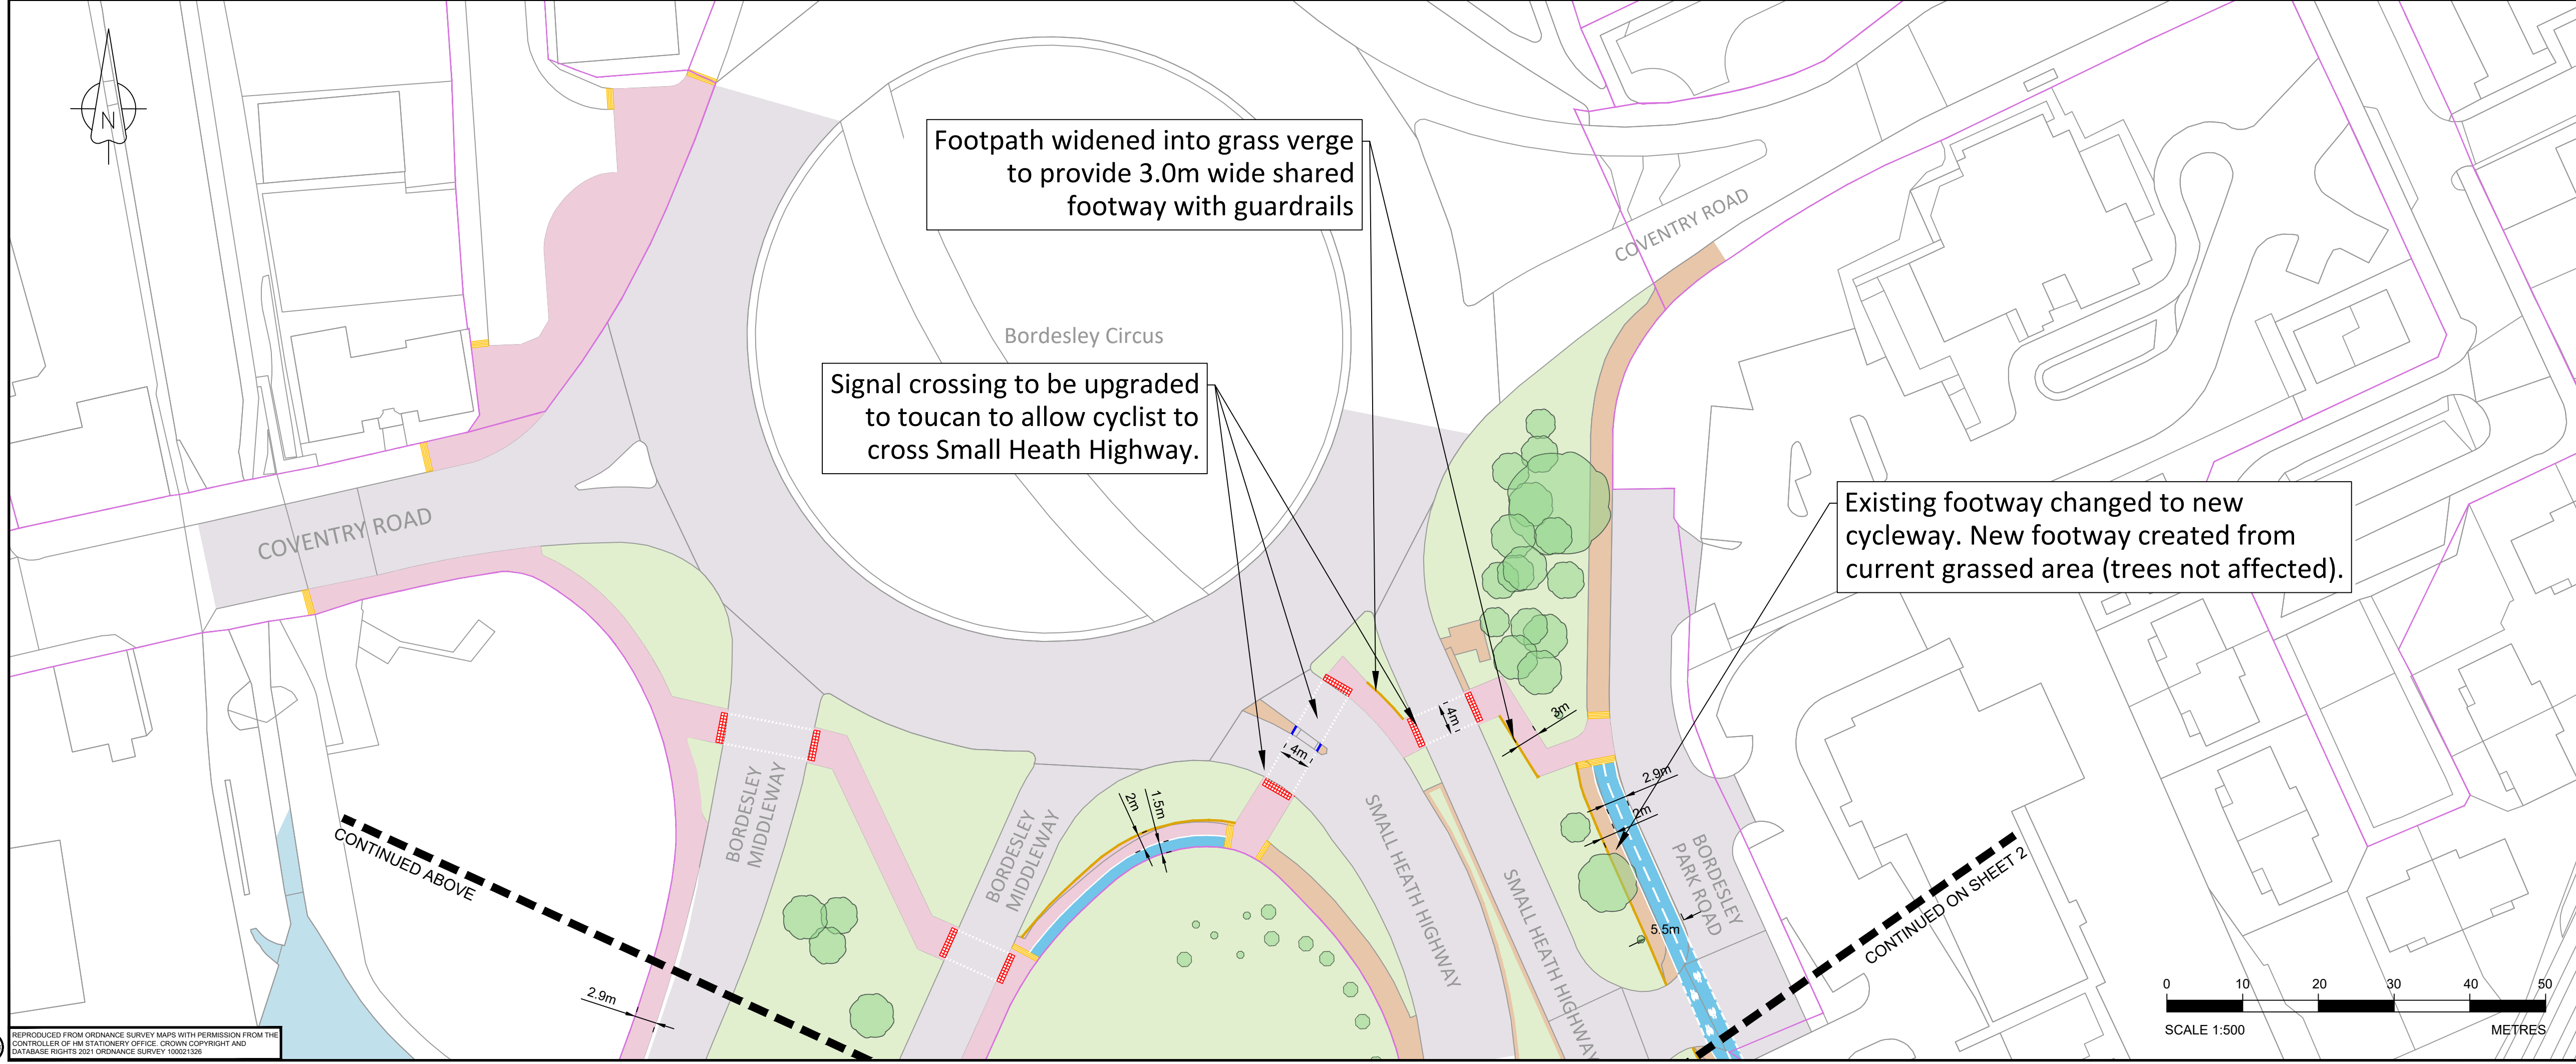 N
Footpath widened into grass verge
to provide 3.0m wide shared
footway with guardrails
COVENTRY ROAD
Bordesley Circus
Signal crossing to be upgraded
to toucan to allow cyclist to
cross Small Heath Highway.
Existing footway changed to new
cycleway. New footway created from
current grassed area (trees not affected).
COVENTRY ROAD
4m
3m
4m
2.9m
2m
2m
1.5m
BORDESLEY
MIDDLEWAY
BORDESLEY
MIDDLEWAY
SMALL HEATH HIGHWAY
SMALL HEATH HIGHWAY
BORDESLEY
PARK ROAD
5.5m
CONTINUED ABOVE
CONTINUED ON SHEET 2
2.9m
0 10 20 30 40 50
SCALE 1:500 METRES
REPRODUCED FROM ORDNANCE SURVEY MAPS WITH PERMISSION FROM THE
CONTROLLER OF HM STATIONERY OFFICE. CROWN COPYRIGHT AND
DATABASE RIGHTS 2021 ORDNANCE SURVEY 100021326